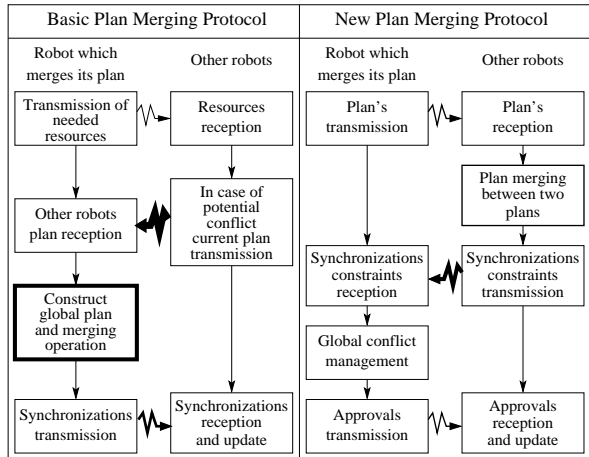 Basic Plan Merging Protocol
Robot which
merges its plan
Other robots
Transmission of
needed
resources
Resources
reception
Other robots
plan reception
In case of
potential
conflict
current plan
transmission
Construct
global plan
and merging
operation
Synchronizations
transmission
Synchronizations
reception
and update
New Plan Merging Protocol
Robot which
merges its plan
Other robots
Plan's
transmission
Plan's
reception
Plan merging
between two
plans
Synchronizations
constraints
reception
Synchronizations
constraints
transmission
Global conflict
management
Approvals
transmission
Approvals
reception
and update